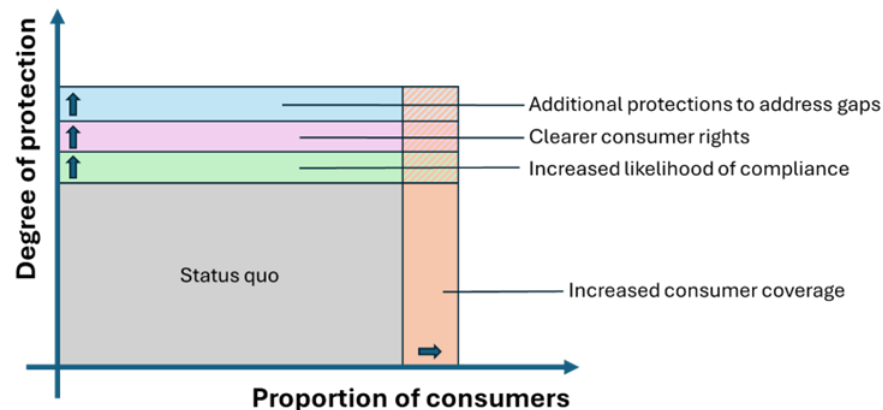 Degree of protection
Additional protections to address gaps
Clearer consumer rights
Increased likelihood of compliance
Status quo
Increased consumer coverage
Proportion of consumers